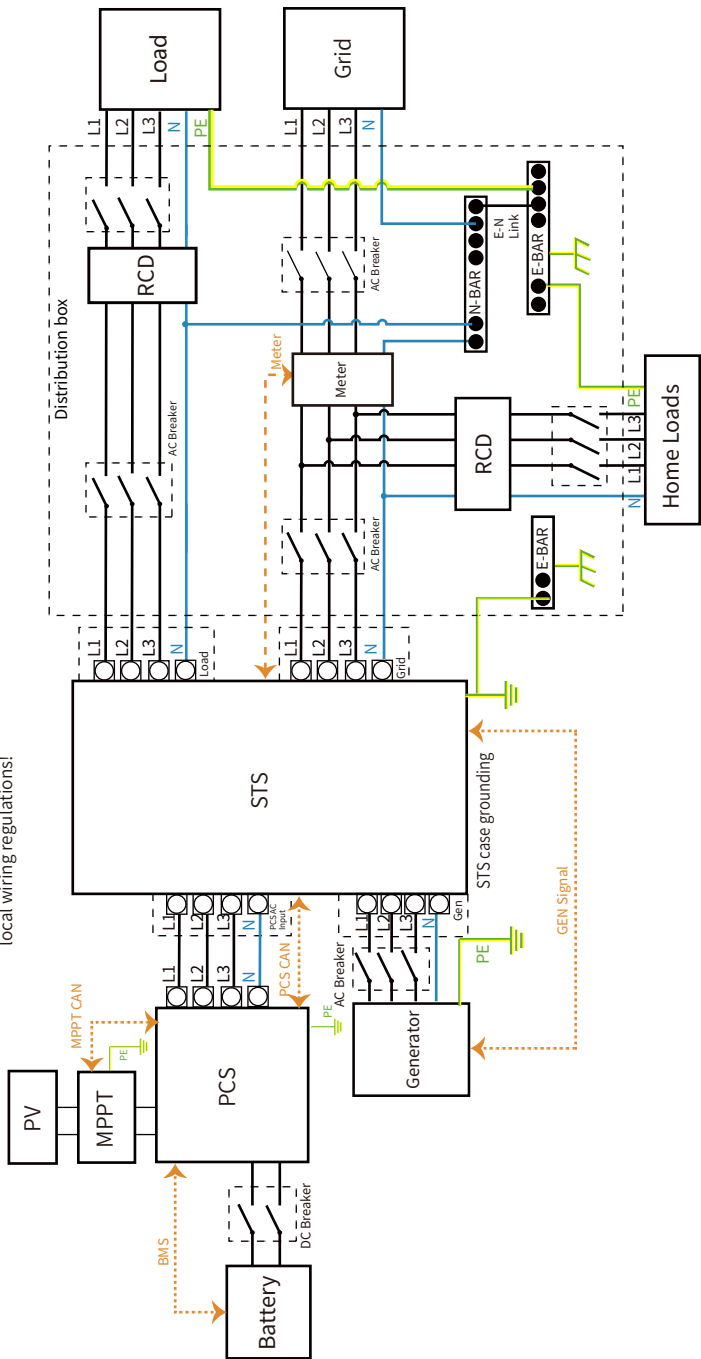 local wiring regulations!
PV
MPPT
MPPT CAN
PE
BMS
Battery
DC Breaker
PCS
PE
L1
L2
L3
N
L1
L2
L3
N
PCS AC
Input
PCS CAN
Generator
AC Breaker
L1
L2
L3
N
Gen
PE
GEN Signal
STS
STS case grounding
L1
L2
L3
N
Load
L1
L2
L3
N
Grid
Distribution box
AC Breaker
RCD
Meter
Meter
AC Breaker
AC Breaker
RCD
N-BAR
E-N
Link
E-BAR
E-BAR
N
L1
L2
L3
PE
Home Loads
L1
L2
L3
N
PE
Load
L1
L2
L3
N
Grid